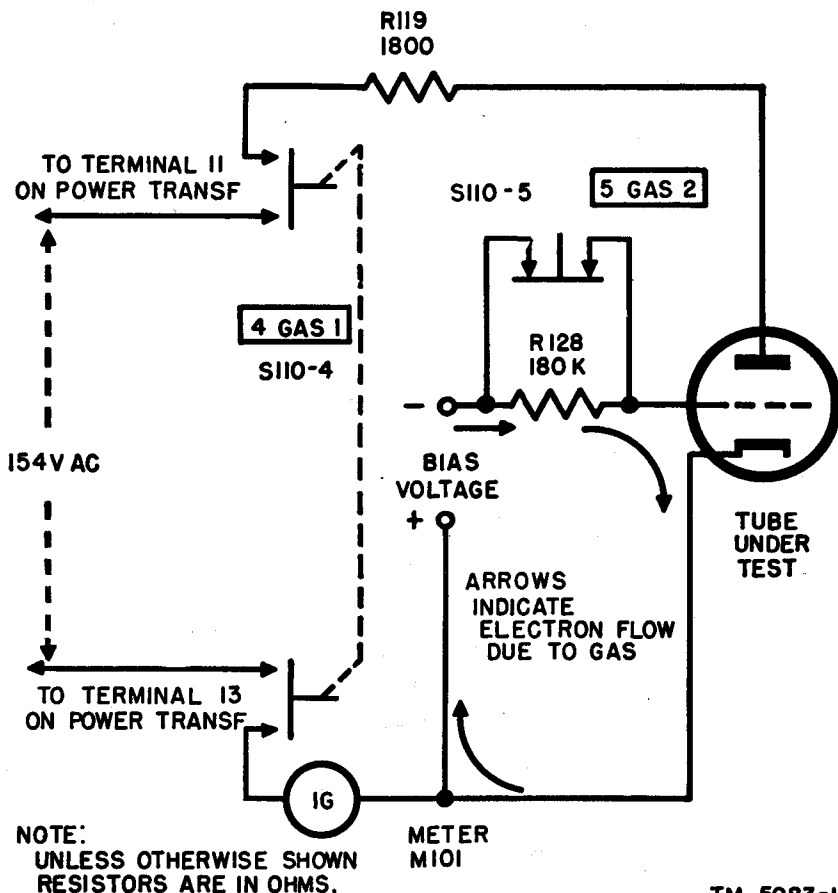 R119
1800
TO TERMINAL 11
ON POWER TRANSF
S110-5
5 GAS 2
4 GAS 1
S110-4
R128
180 K
-
154V AC
BIAS
VOLTAGE
+
TUBE
UNDER
TEST
ARROWS
INDICATE
ELECTRON FLOW
DUE TO GAS
TO TERMINAL 13
ON POWER TRANSF
IG
METER
M101
NOTE:
UNLESS OTHERWISE SHOWN
RESISTORS ARE IN OHMS.